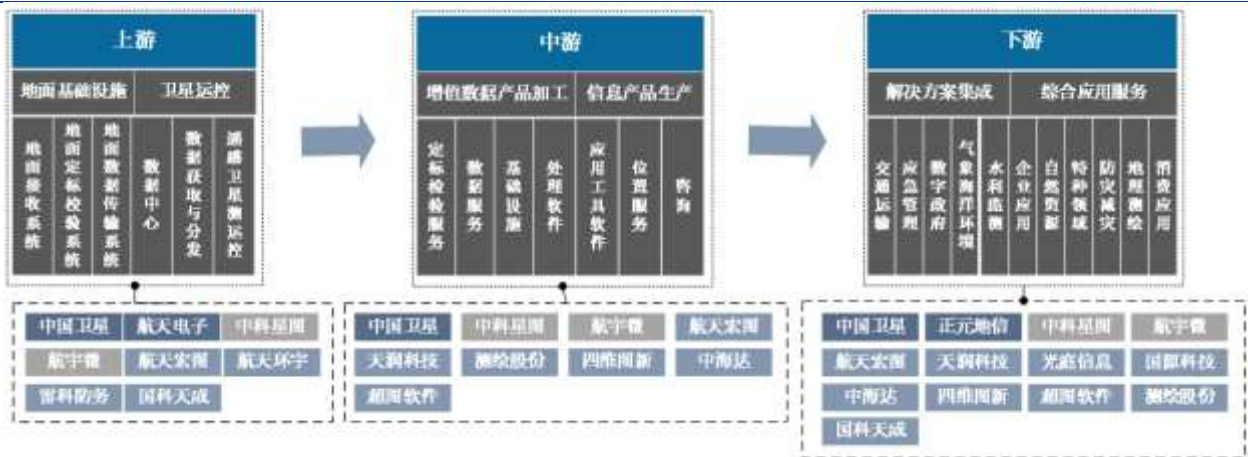 上游
地面基础设施
卫星运控
地面接收系统
地面定标校验系统
地面数据传输系统
数据中心
数据获取与分发
遥感卫星测运控
中国卫星
航天电子
中科星图
航宇微
航天宏图
航天环宇
雷科防务
国科天成
中游
增值数据产品加工
信息产品生产
定标检验服务
数据服务
基础设施
处理软件
应用工具软件
位置服务
咨询
中国卫星
中科星图
航宇微
航天宏图
天润科技
测绘股份
四维图新
中海达
超图软件
下游
解决方案集成
综合应用服务
交通运输
应急管理
数字政府
气象海洋环境
水利监测
企业应用
自然资源
特种领域
防灾减灾
地理测绘
消费应用
中国卫星
正元地信
中科星图
航宇微
航天宏图
天润科技
光庭信息
国源科技
中海达
四维图新
超图软件
测绘股份
国科天成